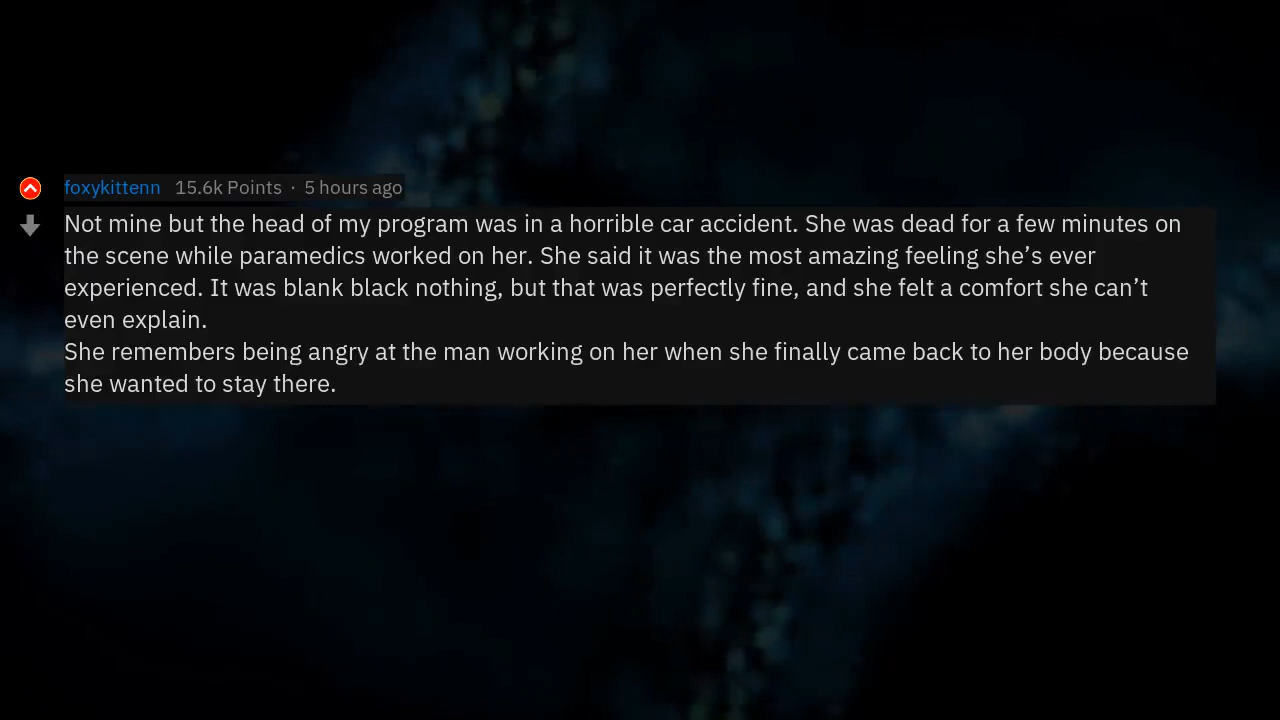 foxykittenn 15.6k Points · 5 hours ago
Not mine but the head of my program was in a horrible car accident. She was dead for a few minutes on
the scene while paramedics worked on her. She said it was the most amazing feeling she’s ever
experienced. It was blank black nothing, but that was perfectly fine, and she felt a comfort she can’t
even explain.
She remembers being angry at the man working on her when she finally came back to her body because
she wanted to stay there.